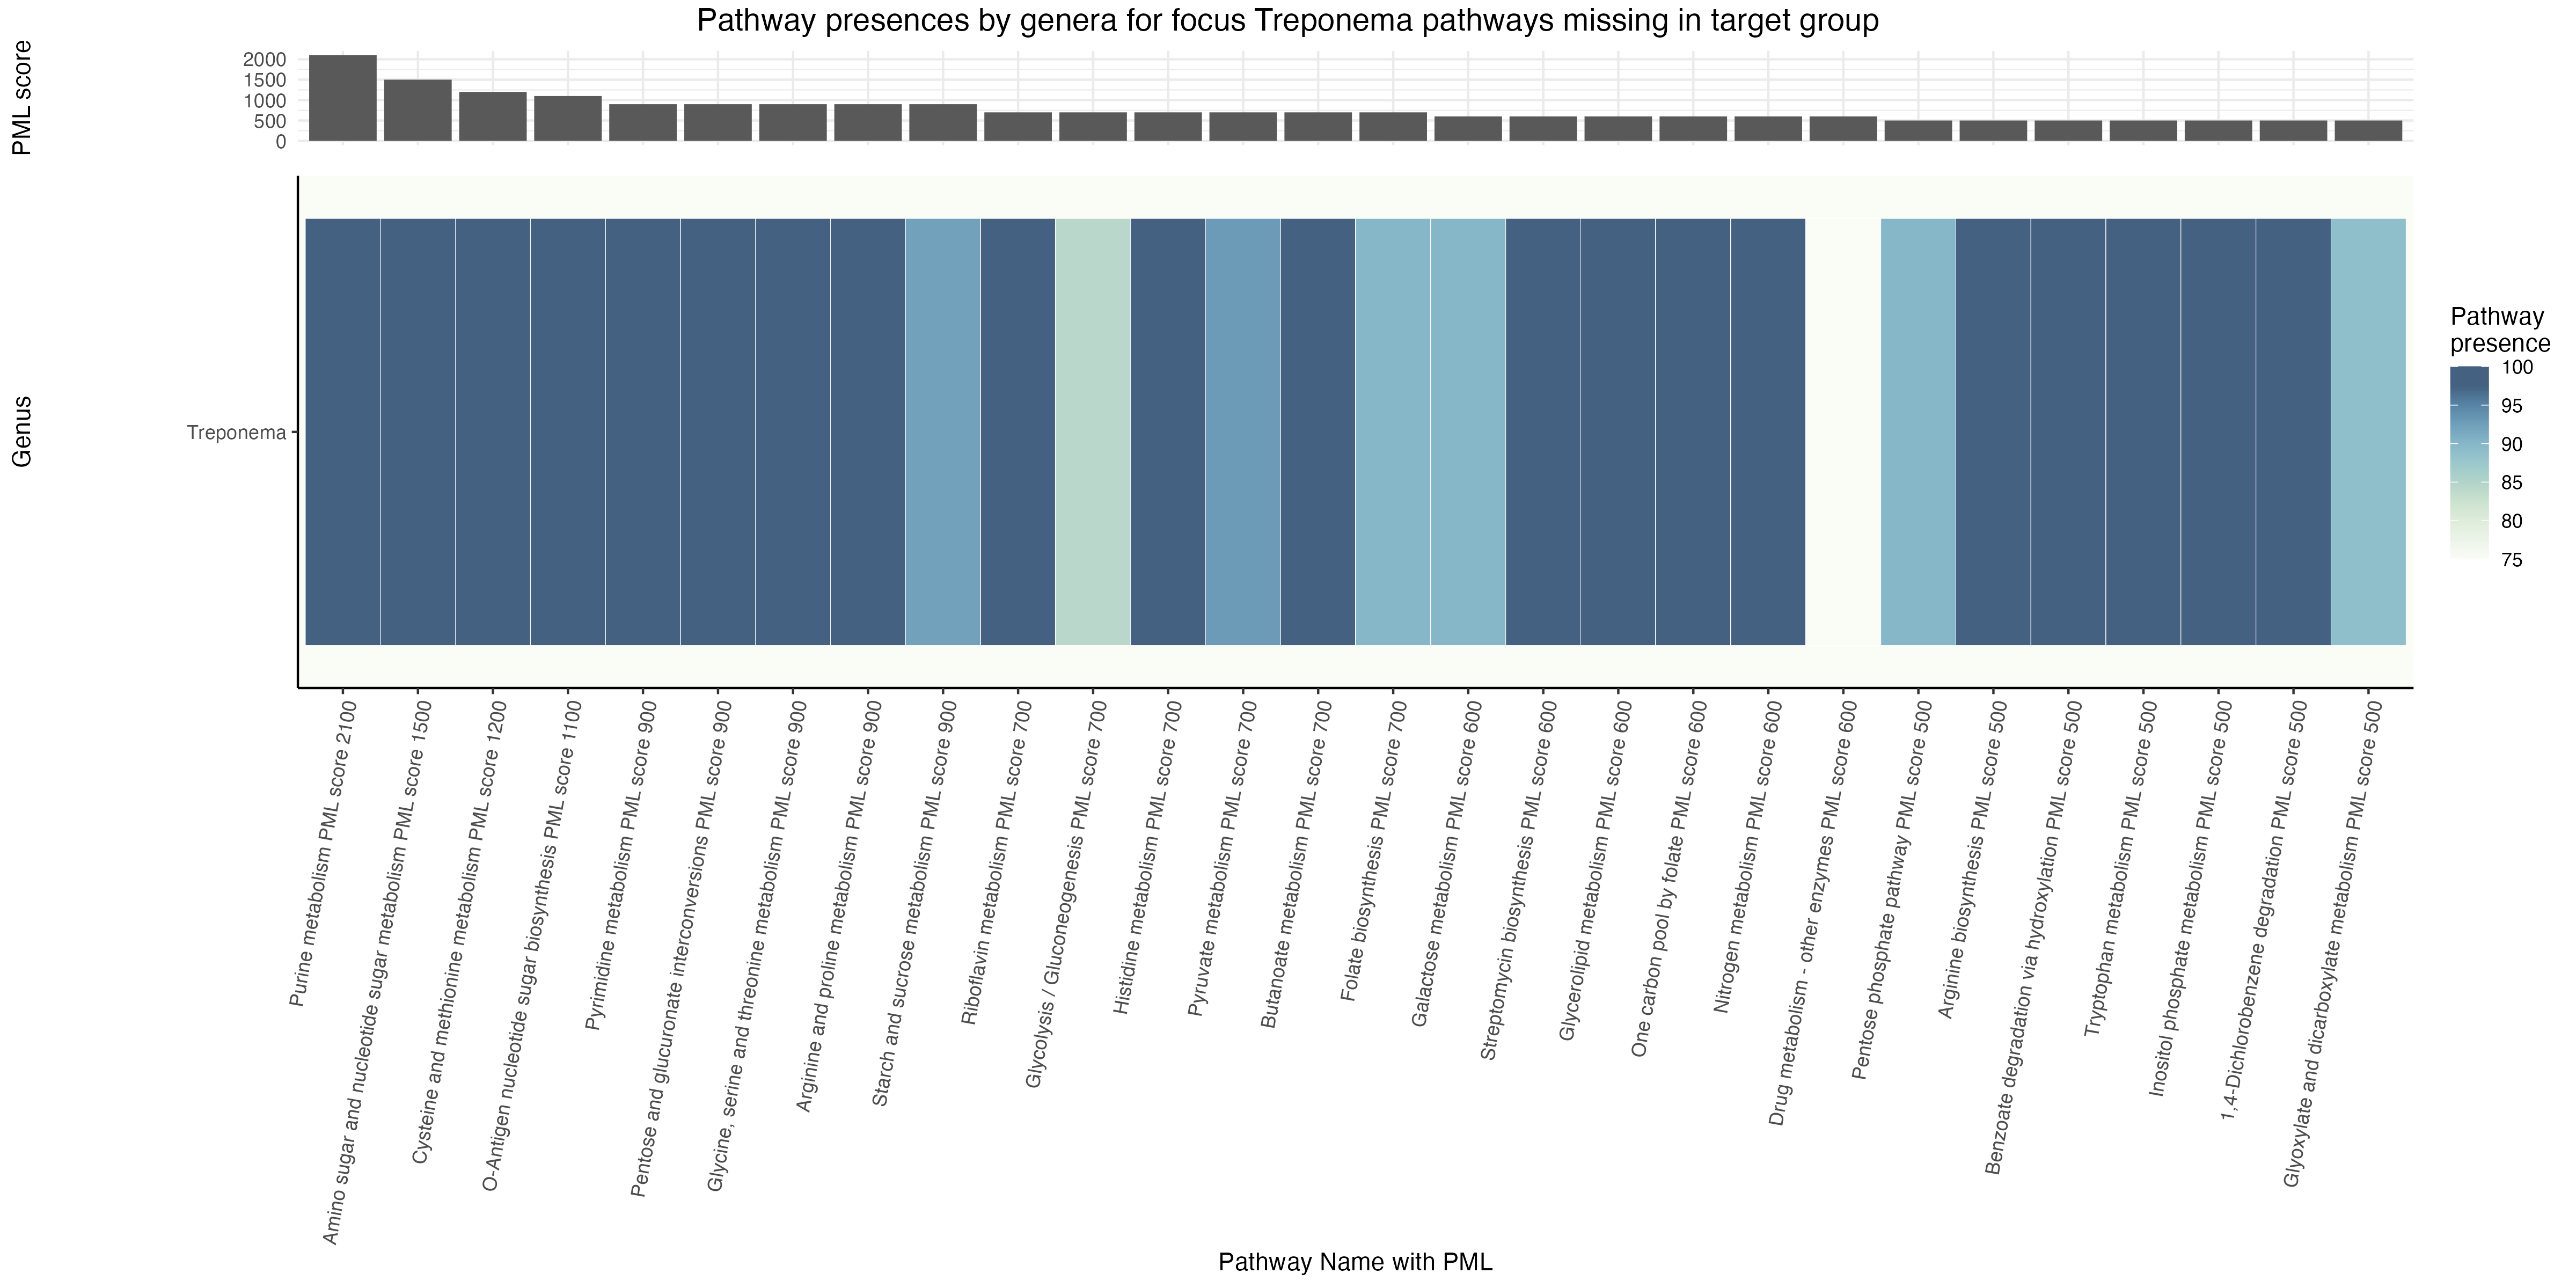 Pathway presences by genera for focus Treponema pathways missing in target group
PML score
2000
1500
1000
500
0
Genus
Treponema
Pathway
presence
100
95
90
85
80
75
Purine metabolism PML score 2100
Amino sugar and nucleotide sugar metabolism PML score 1500
Cysteine and methionine metabolism PML score 1200
O-Antigen nucleotide sugar biosynthesis PML score 1100
Pyrimidine metabolism PML score 900
Pentose and glucuronate interconversions PML score 900
Glycine, serine and threonine metabolism PML score 900
Arginine and proline metabolism PML score 900
Starch and sucrose metabolism PML score 900
Riboflavin metabolism PML score 700
Glycolysis / Gluconeogenesis PML score 700
Histidine metabolism PML score 700
Pyruvate metabolism PML score 700
Butanoate metabolism PML score 700
Folate biosynthesis PML score 700
Galactose metabolism PML score 600
Streptomycin biosynthesis PML score 600
Glycerolipid metabolism PML score 600
One carbon pool by folate PML score 600
Nitrogen metabolism PML score 600
Drug metabolism - other enzymes PML score 600
Pentose phosphate pathway PML score 500
Arginine biosynthesis PML score 500
Benzoate degradation via hydroxylation PML score 500
Tryptophan metabolism PML score 500
Inositol phosphate metabolism PML score 500
1,4-Dichlorobenzene degradation PML score 500
Glyoxylate and dicarboxylate metabolism PML score 500
Pathway Name with PML